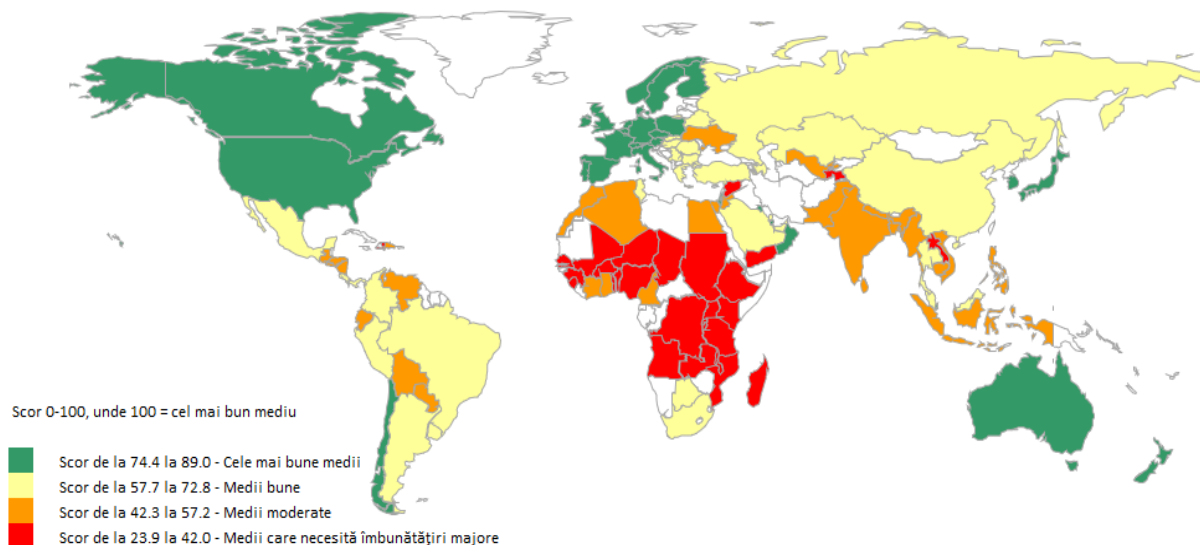 Scor 0-100, unde 100 = cel mai bun mediu
Scor de la 74.4 la 89.0 - Cele mai bune medii
Scor de la 57.7 la 72.8 - Medii bune
Scor de la 42.3 la 57.2 - Medii moderate
Scor de la 23.9 la 42.0 - Medii care necesită îmbunătățiri majore